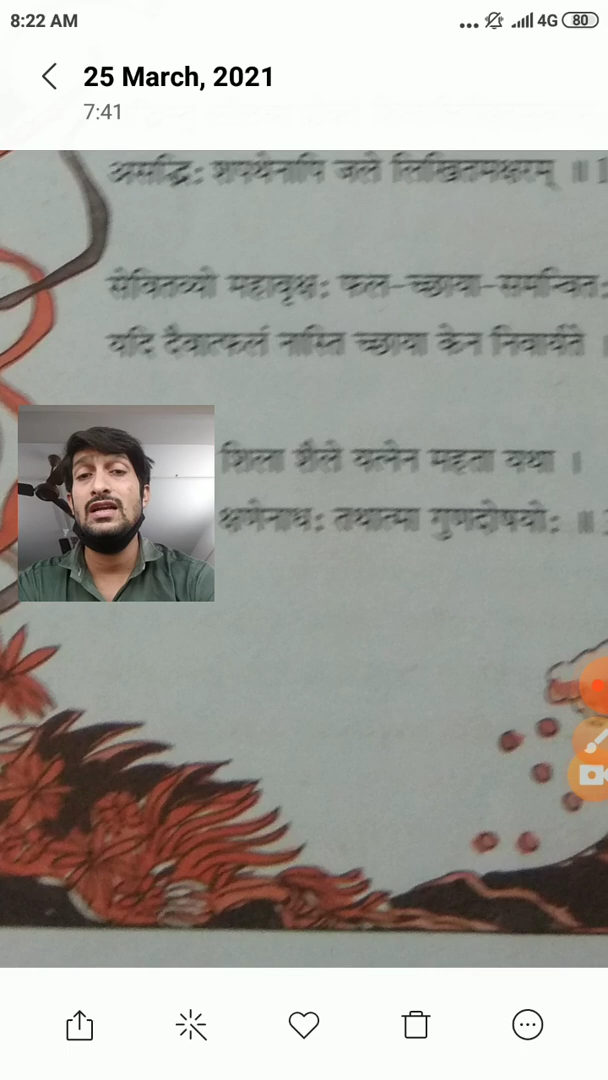 8:22 AM
4G 80
25 March, 2021
7:41
असद्भिः शपथेनापि जले लिखितमक्षरम् ॥ 1
सेवितव्यो महावृक्षः फल-च्छाया-समन्वितः
यदि दैवात्फलं नास्ति च्छाया केन निवार्यते ।
शिला शैले यत्नेन महता यथा ।
क्षणेनाधः तथात्मा गुणदोषयोः ॥